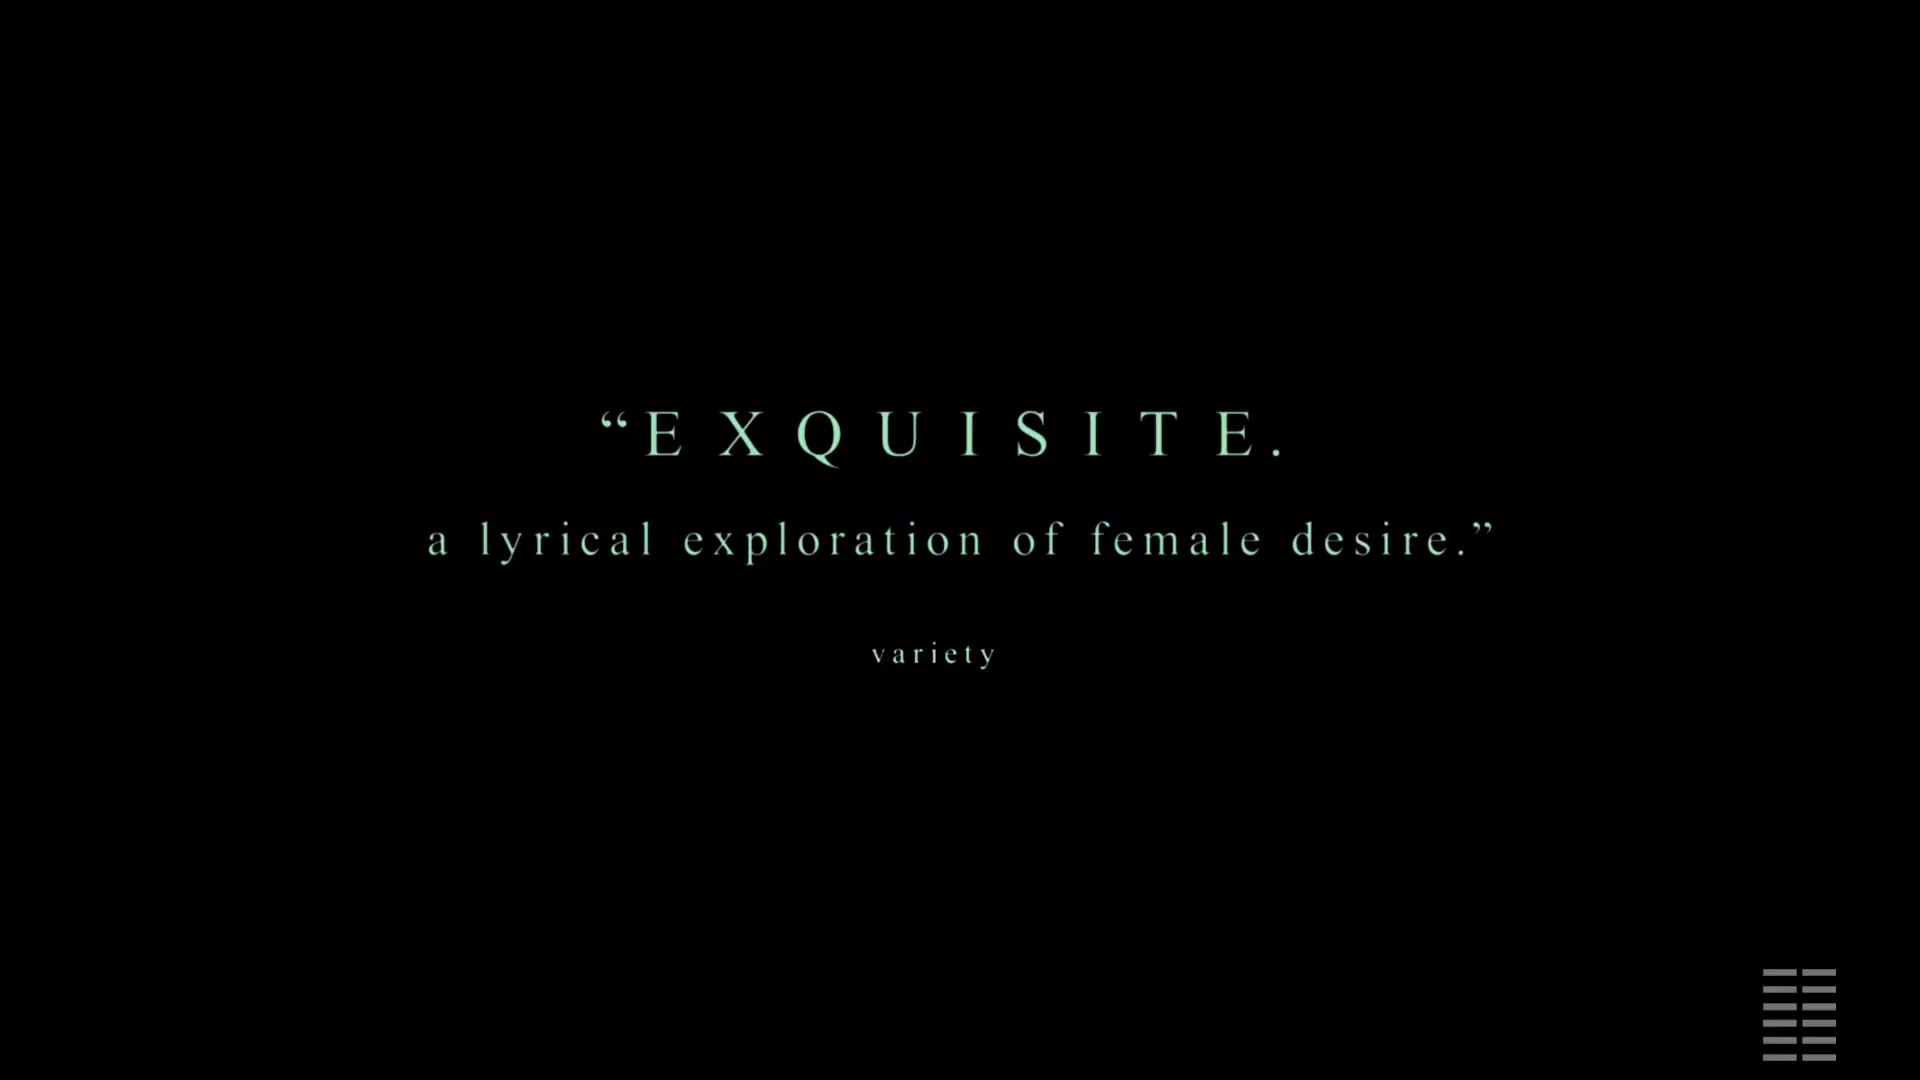 “EXQUISITE.
a lyrical exploration of female desire.”
variety